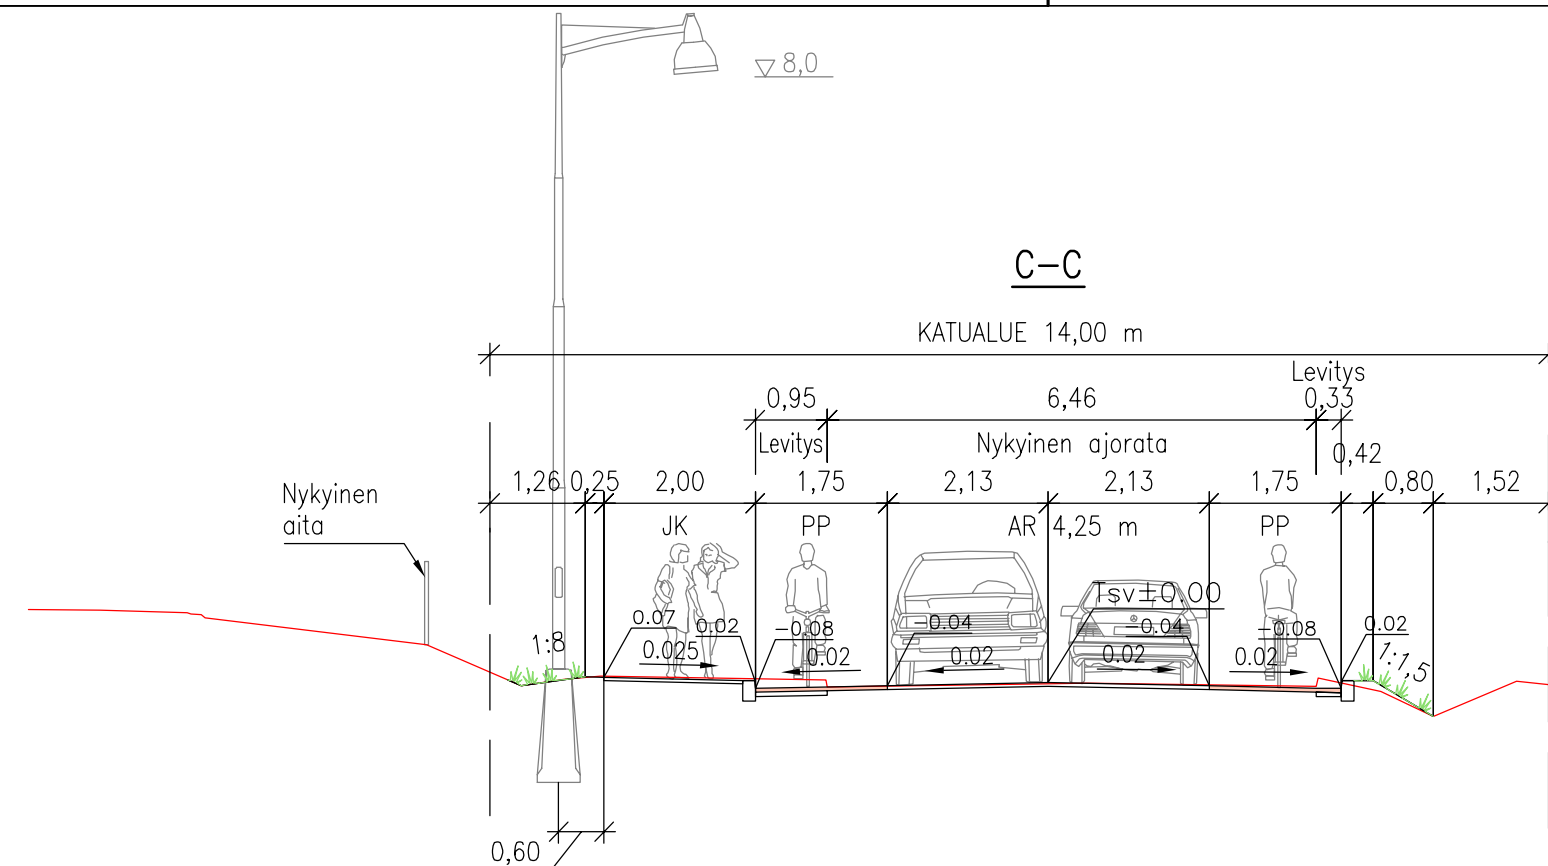 8,0
C-C
KATUALUE 14,00 m
Levitys
0,95 6,46 0,33
Levitys Nykyinen ajorata 0,42
1,26 0,25 2,00 1,75 2,13 2,13 1,75 0,80 1,52
Nykyinen
aita
JK PP AR 4,25 m PP
Tsv±0.00
0.07 0.02 -0.08 -0.04 -0.04 -0.08 0.02
1:8 0.025 0.02 0.02 0.02 0.02 1:1,5
0,60